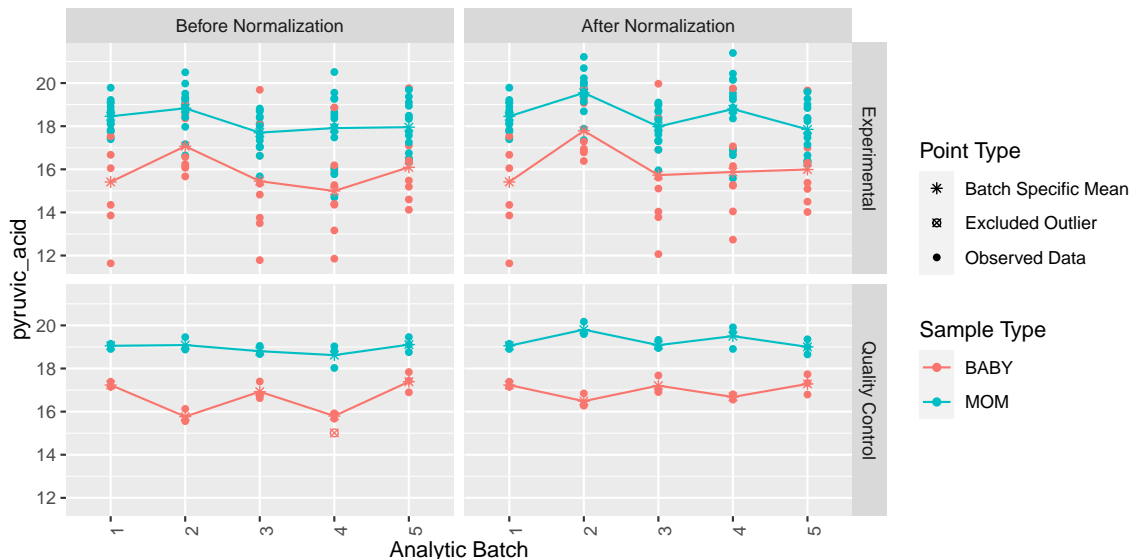 Before Normalization
After Normalization
pyruvic_acid
20
18
16
14
12
Experimental
20
18
16
14
12
Quality Control
1
2
3
4
5
1
2
3
4
5
Analytic Batch
Point Type
Batch Specific Mean
Excluded Outlier
Observed Data
Sample Type
BABY
MOM